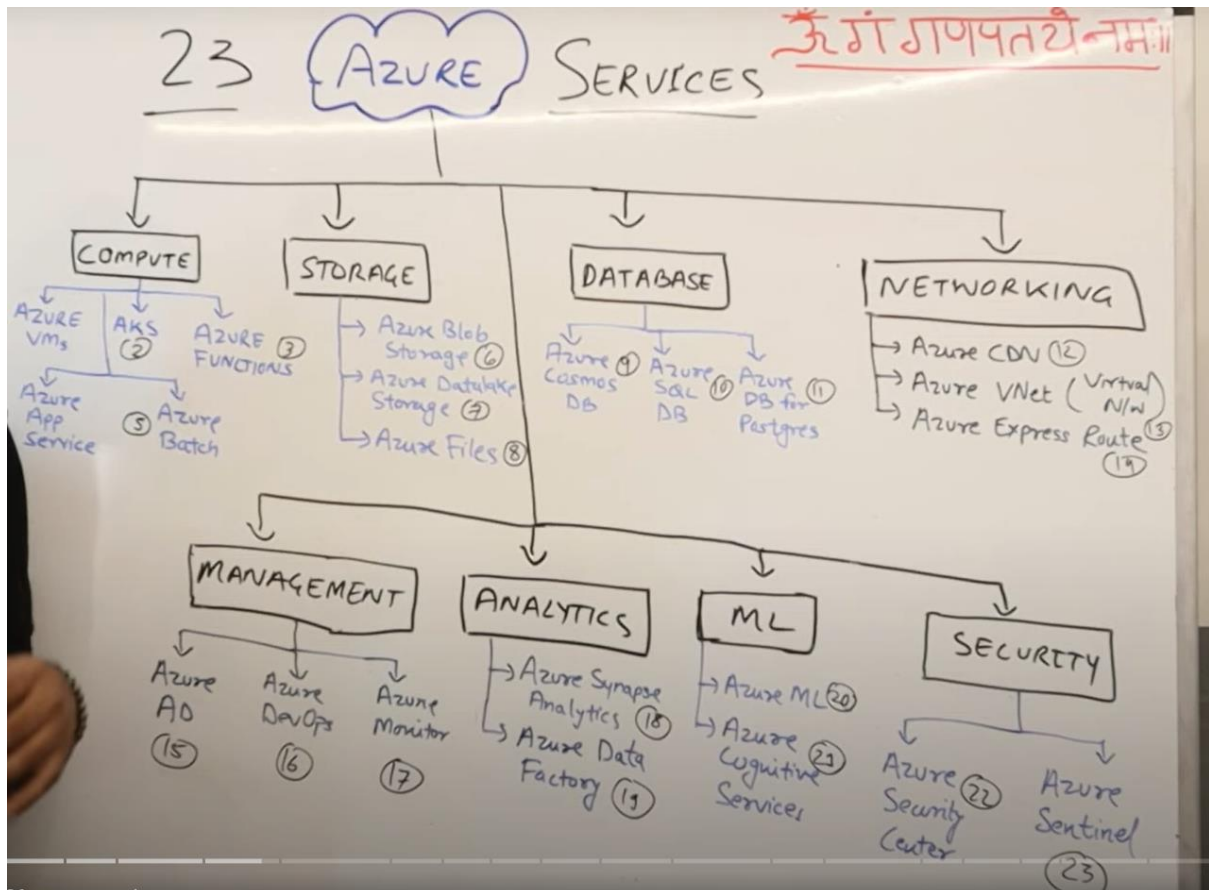 23 AZURE SERVICES
ॐ गं गणपतये नमः॥
COMPUTE
AZURE
VMs
AKS
②
AZURE ③
FUNCTIONS
Azure
App
Service
⑤ Azure
Batch
STORAGE
Azure Blob
Storage ⑥
Azure Datalake
Storage ⑦
Azure Files ⑧
DATABASE
Azure ⑨
Cosmos
DB
Azure
SQL ⑩
DB
Azure
DB for ⑪
Postgres
NETWORKING
Azure CDN ⑫
Azure VNet (Virtual
N/w)
Azure Express Route ⑬
⑭
MANAGEMENT
Azure
AD
⑮
Azure
DevOps
⑯
Azure
Monitor
⑰
ANALYTICS
Azure Synapse
Analytics ⑱
Azure Data
Factory ⑲
ML
Azure ML ⑳
Azure ㉑
Cognitive
Services
SECURITY
Azure ㉒
Security
Center
Azure
Sentinel
㉓